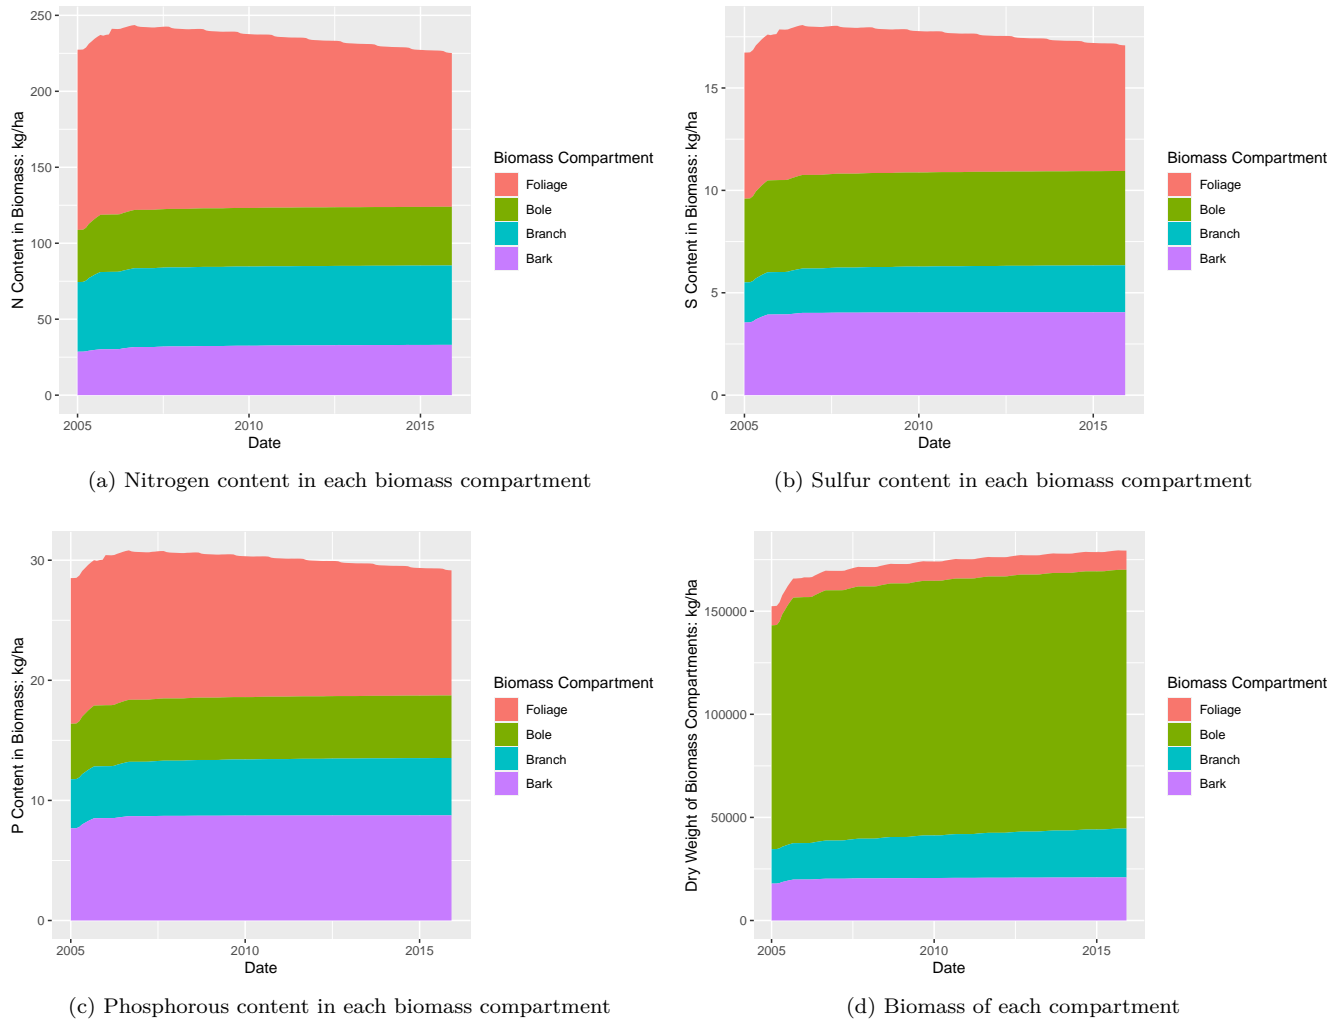 N Content in Biomass: kg/ha
250
200
150
100
50
0
2005 2010 2015
Date
Biomass Compartment
Foliage
Bole
Branch
Bark
(a) Nitrogen content in each biomass compartment
S Content in Biomass: kg/ha
15
10
5
0
2005 2010 2015
Date
Biomass Compartment
Foliage
Bole
Branch
Bark
(b) Sulfur content in each biomass compartment
P Content in Biomass: kg/ha
30
20
10
0
2005 2010 2015
Date
Biomass Compartment
Foliage
Bole
Branch
Bark
(c) Phosphorous content in each biomass compartment
Dry Weight of Biomass Compartments: kg/ha
150000
100000
50000
0
2005 2010 2015
Date
Biomass Compartment
Foliage
Bole
Branch
Bark
(d) Biomass of each compartment